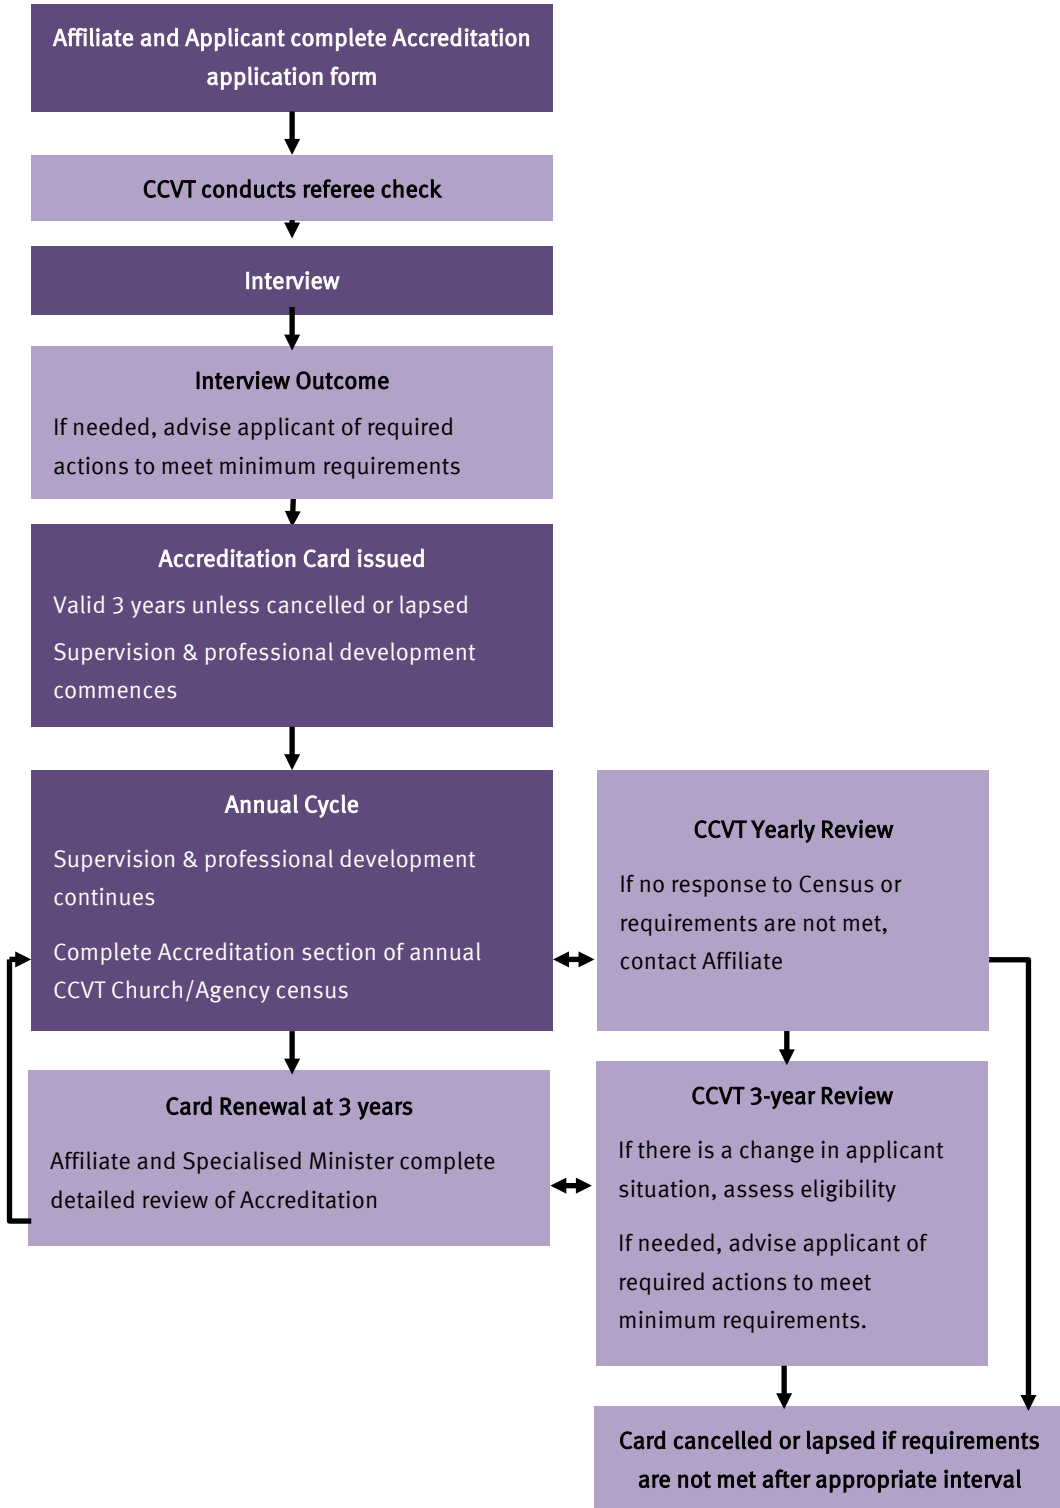 Affiliate and Applicant complete Accreditation
application form
CCVT conducts referee check
Interview
Interview Outcome
If needed, advise applicant of required
actions to meet minimum requirements
Accreditation Card issued
Valid 3 years unless cancelled or lapsed
Supervision & professional development
commences
Annual Cycle
Supervision & professional development
continues
Complete Accreditation section of annual
CCVT Church/Agency census
CCVT Yearly Review
If no response to Census or
requirements are not met,
contact Affiliate
Card Renewal at 3 years
Affiliate and Specialised Minister complete
detailed review of Accreditation
CCVT 3-year Review
If there is a change in applicant
situation, assess eligibility
If needed, advise applicant of
required actions to meet
minimum requirements.
Card cancelled or lapsed if requirements
are not met after appropriate interval